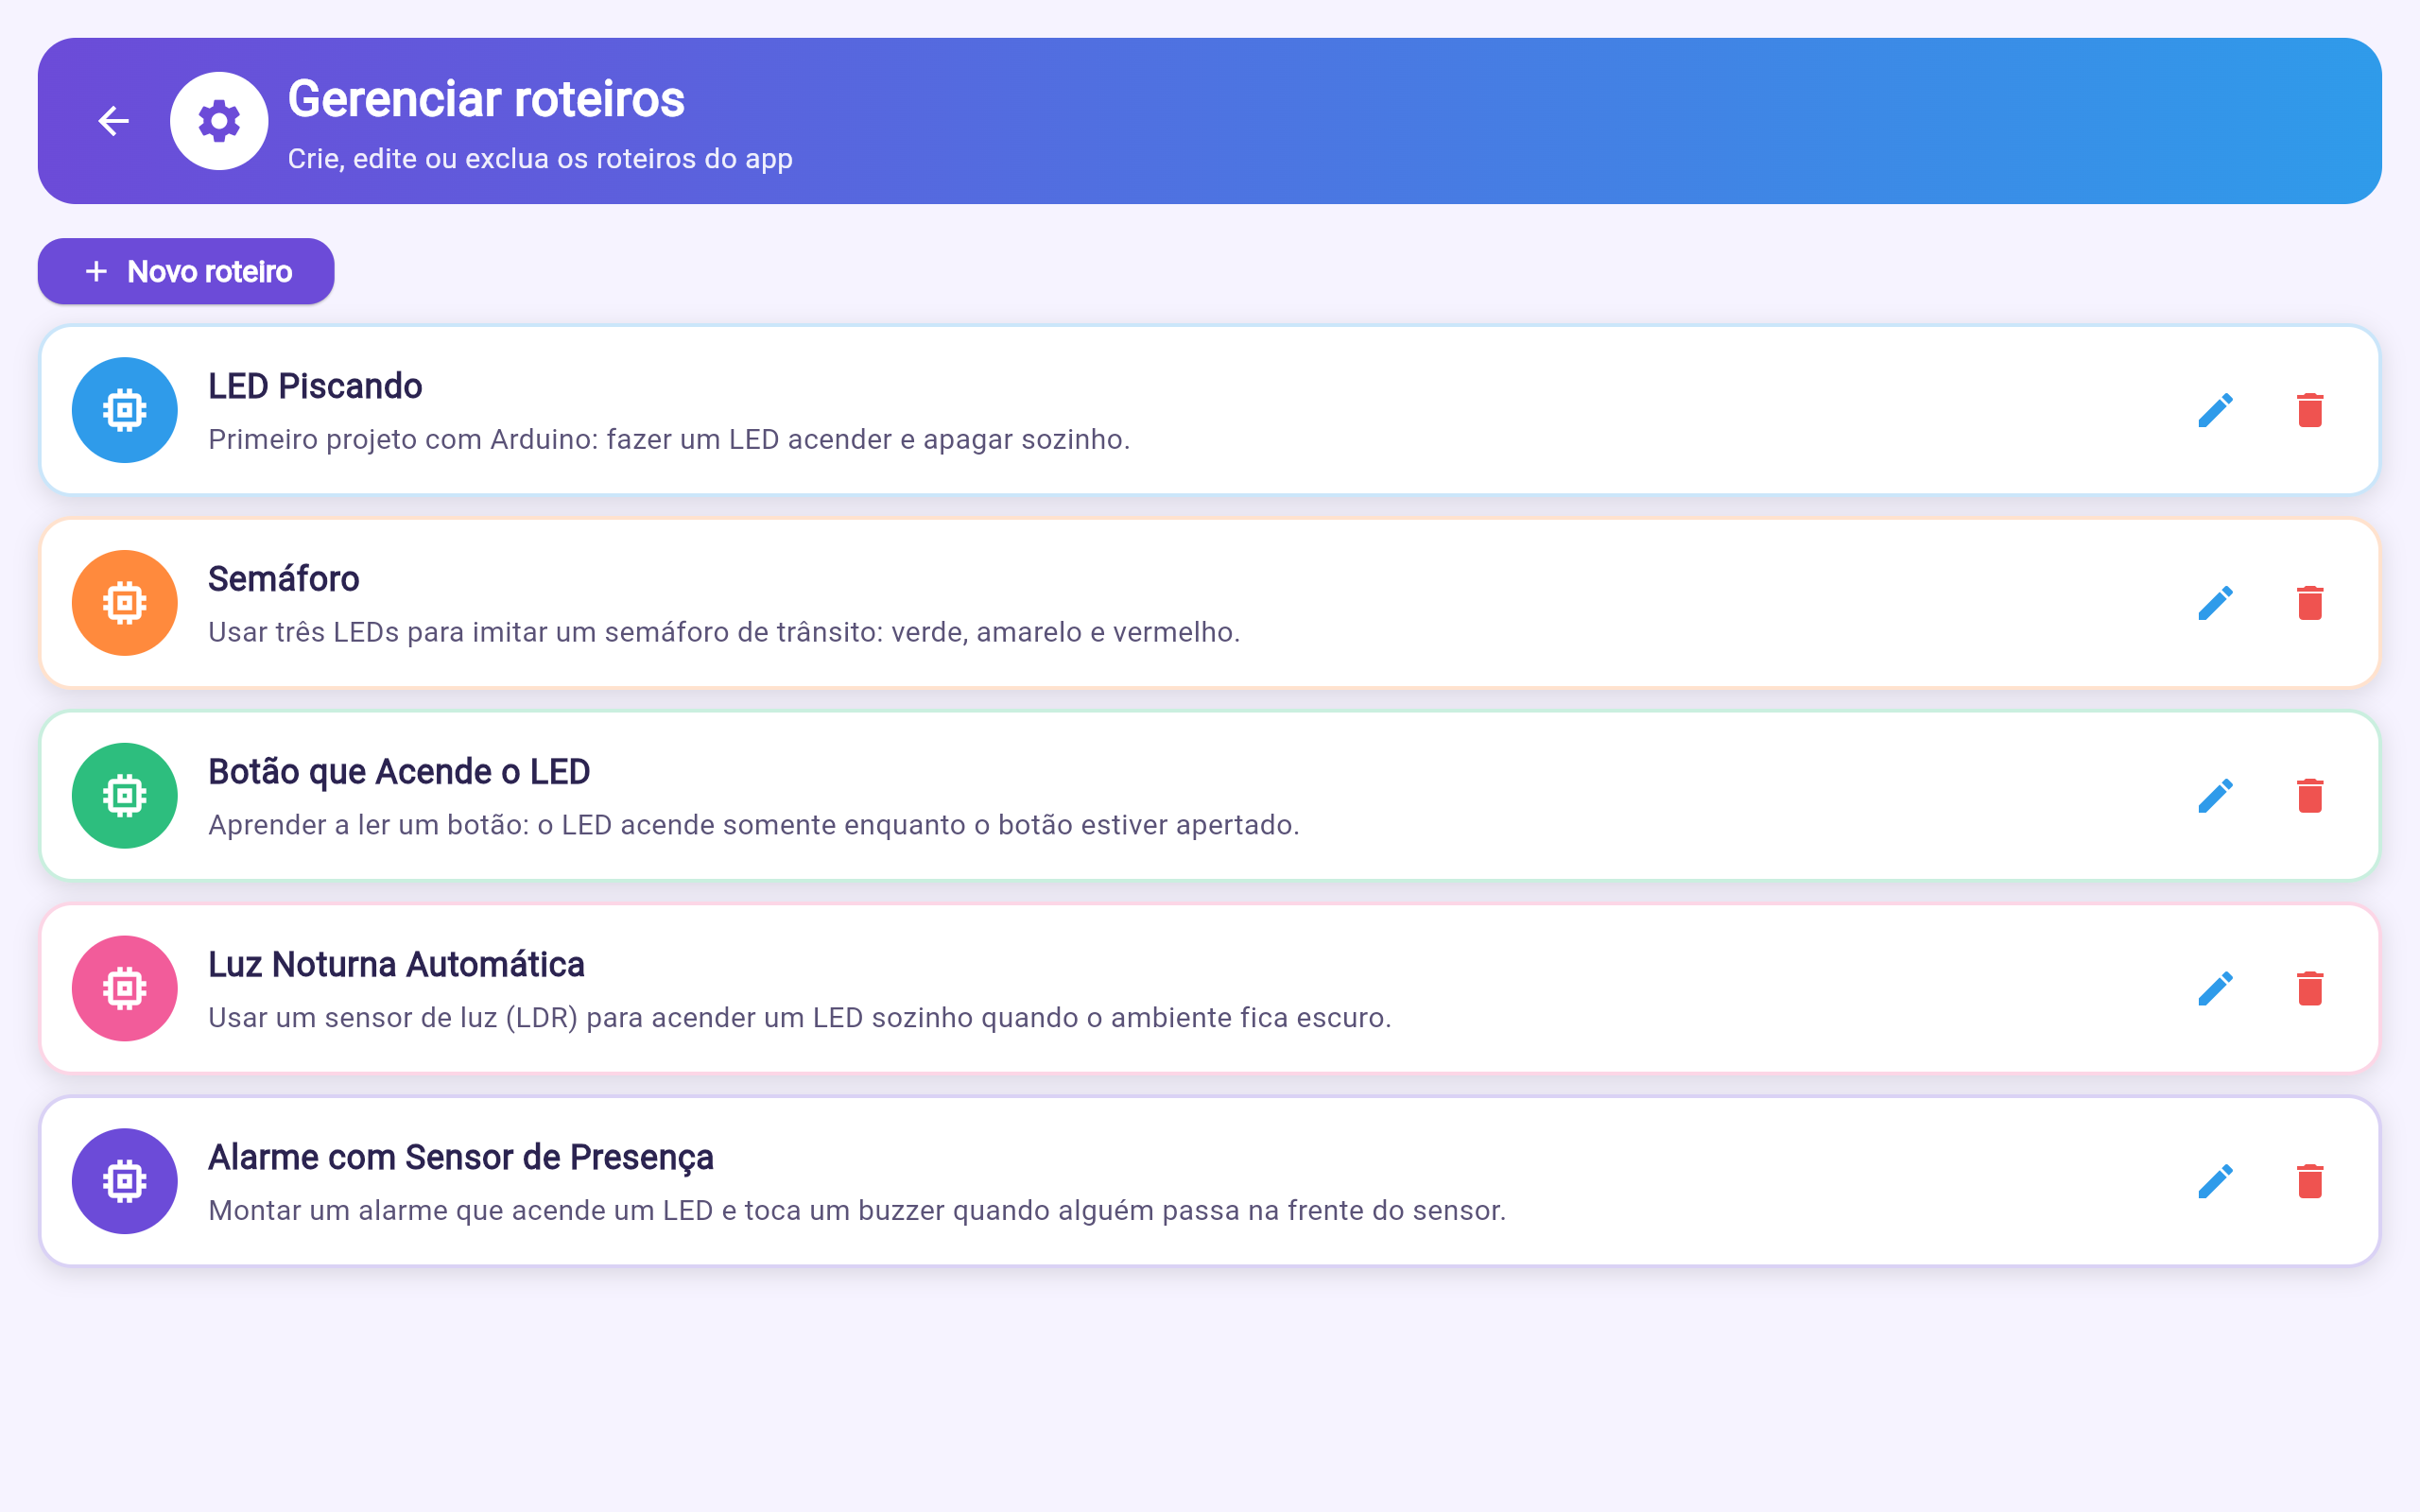 Gerenciar roteiros
Crie, edite ou exclua os roteiros do app
+ Novo roteiro
LED Piscando
Primeiro projeto com Arduino: fazer um LED acender e apagar sozinho.
Semáforo
Usar três LEDs para imitar um semáforo de trânsito: verde, amarelo e vermelho.
Botão que Acende o LED
Aprender a ler um botão: o LED acende somente enquanto o botão estiver apertado.
Luz Noturna Automática
Usar um sensor de luz (LDR) para acender um LED sozinho quando o ambiente fica escuro.
Alarme com Sensor de Presença
Montar um alarme que acende um LED e toca um buzzer quando alguém passa na frente do sensor.